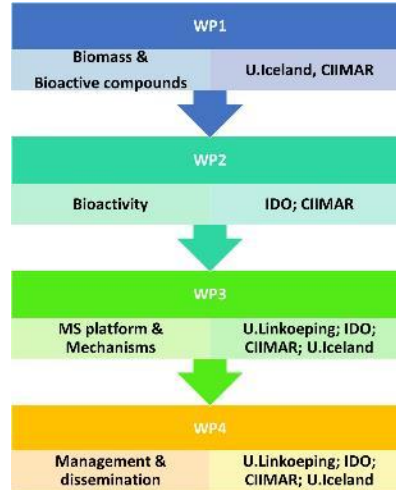 WP1
Biomass &
Bioactive compounds
U.Iceland, CIIMAR
WP2
Bioactivity
IDO; CIIMAR
WP3
MS platform &
Mechanisms
U.Linkoeping; IDO;
CIIMAR; U.Iceland
WP4
Management &
dissemination
U.Linkoeping; IDO;
CIIMAR; U.Iceland